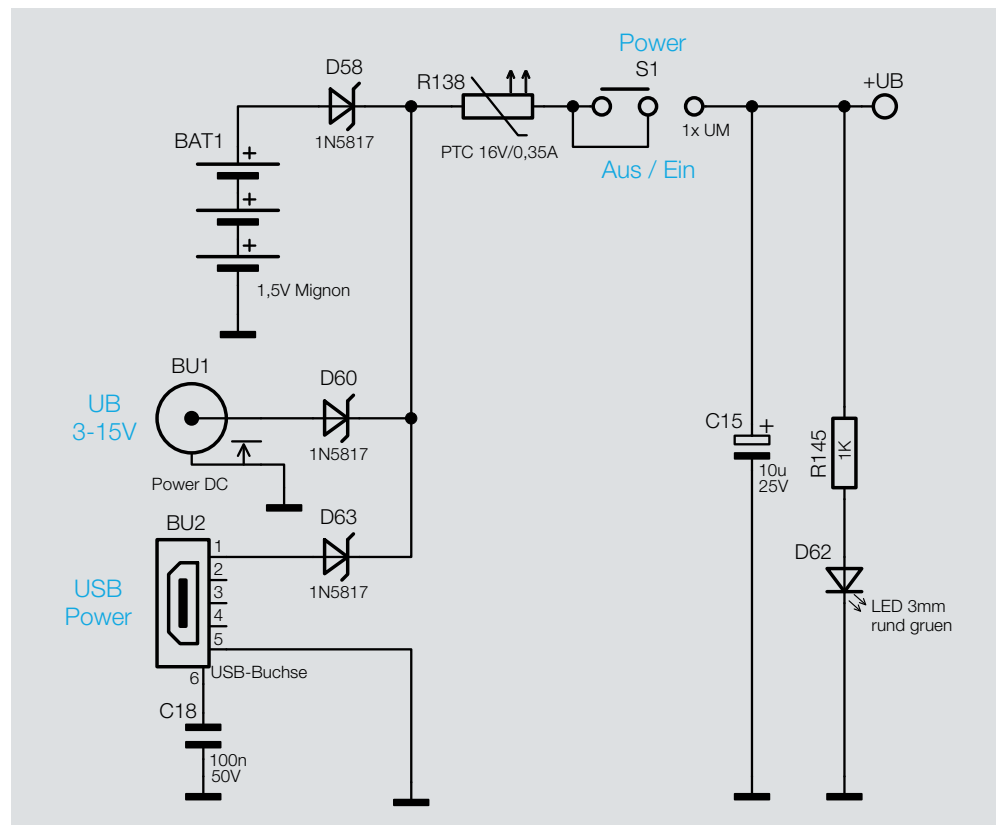 Power
S1
D58
R138
+UB
1N5817
1x UM
BAT1
+
PTC 16V/0,35A
Aus / Ein
+
+
1,5V Mignon
BU1
D60
UB
3-15V
1N5817
C15
+
R145
1K
10u
25V
Power DC
BU2
D63
1
2
3
4
5
6
1N5817
D62
USB
Power
LED 3mm
rund gruen
USB-Buchse
C18
100n
50V